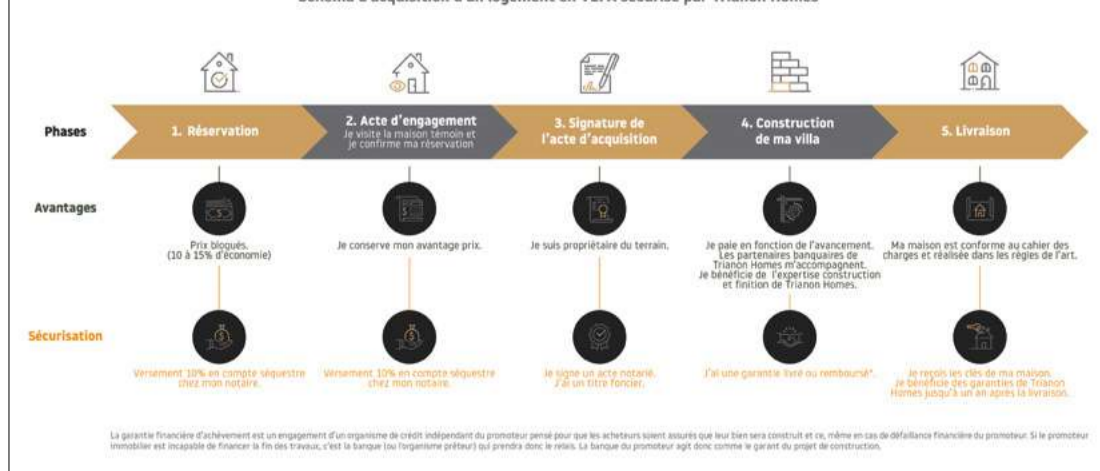 Schéma d'acquisition d'un logement en VEFA sécurisé par Trianon Homes
Phases
1. Réservation
2. Acte d'engagement
Je visite la maison témoin et
je confirme ma réservation
3. Signature de
l'acte d'acquisition
4. Construction
de ma villa
5. Livraison
Avantages
Prix bloqués.
(10 à 15% d'économie)
Je conserve mon avantage prix.
Je suis propriétaire du terrain.
Je paie en fonction de l'avancement.
Les partenaires banquaires de
Trianon Homes m'accompagnent.
Je bénéficie de l'expertise construction
et finition de Trianon Homes.
Ma maison est conforme au cahier des
charges et réalisée dans les règles de l'art.
Sécurisation
Versement 10% en compte séquestre
chez mon notaire.
Versement 10% en compte séquestre
chez mon notaire.
Je signe un acte notarié.
J'ai un titre foncier.
J'ai une garantie livré ou remboursé*.
Je reçois les clés de ma maison.
Je bénéficie des garanties de Trianon
Homes jusqu'à un an après la livraison.
La garantie financière d'achèvement est un engagement d'un organisme de crédit indépendant du promoteur pensé pour que les acheteurs soient assurés que leur bien sera construit et ce, même en cas de défaillance financière du promoteur. Si le promoteur
immobilier est incapable de financer la fin des travaux, c'est la banque (ou l'organisme prêteur) qui prendra donc le relais. La banque du promoteur agit donc comme le garant du projet de construction.